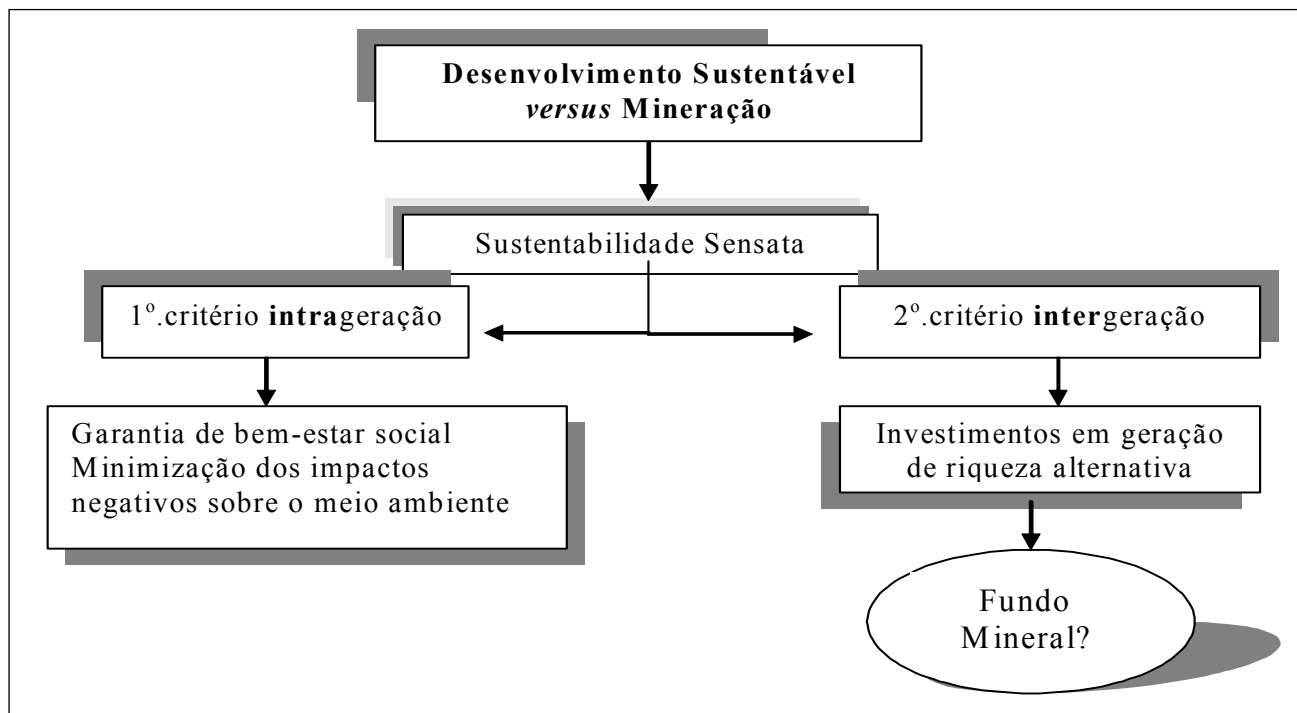 Desenvolvimento Sustentável
versus Mineração
Sustentabilidade Sensata
1º.critério intrageração
2º.critério intergeração
Garantia de bem-estar social
Minimização dos impactos
negativos sobre o meio ambiente
Investimentos em geração
de riqueza alternativa
Fundo
Mineral?